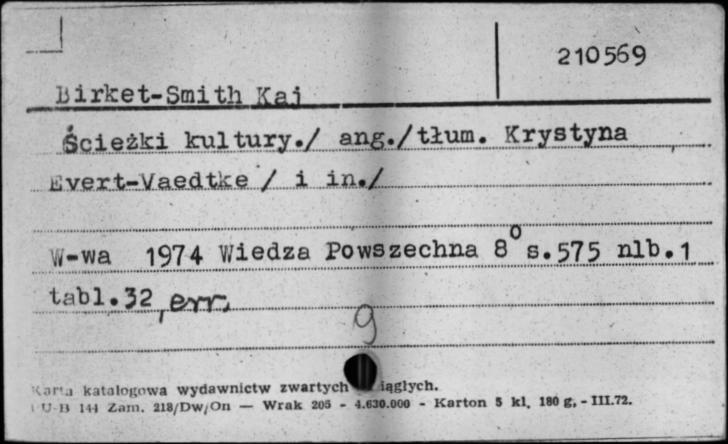 210569
Birket-Smith Kaj
Ścieżki kultury./ ang./tłum. Krystyna
Evert-Vaedtke / i in./
W-wa 1974 Wiedza Powszechna 8° s.575 nlb.1
tabl.32, err.
9
Karta katalogowa wydawnictw zwartych iągłych.
PU-B 144 Zam. 218/Dw/On — Wrak 205 - 4.630.000 - Karton 5 kl. 180 g. - III.72.